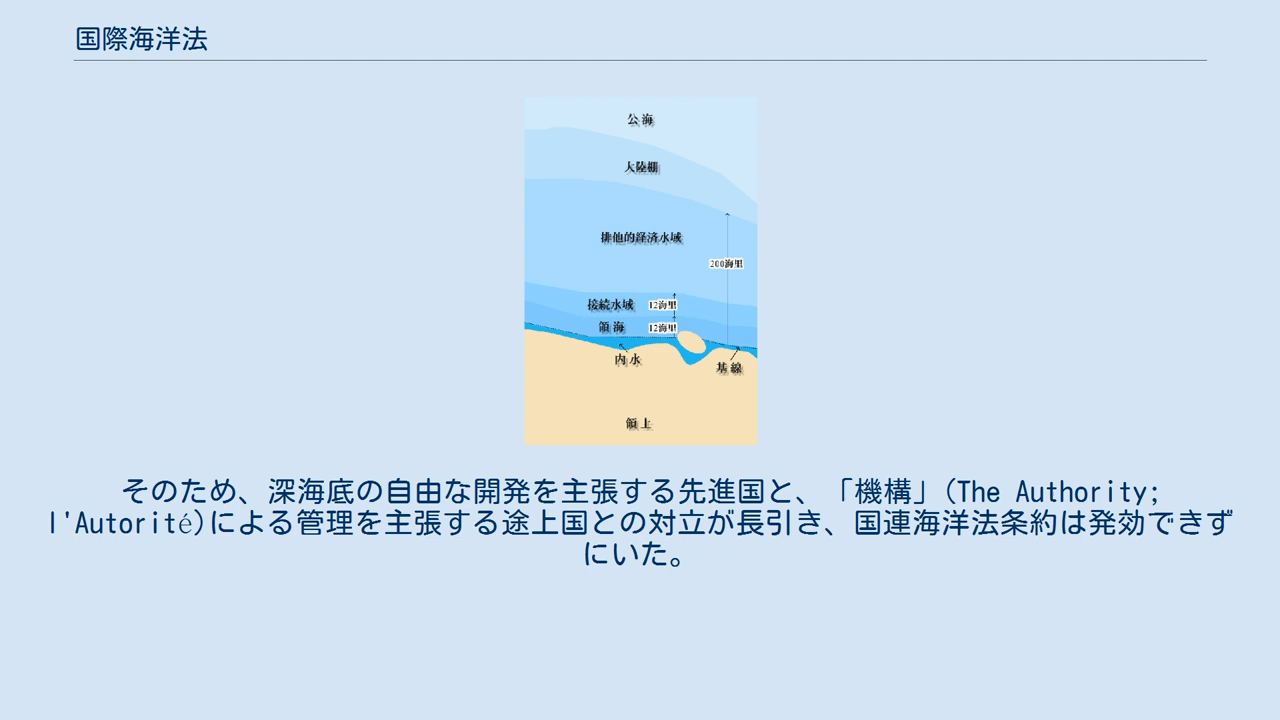 国際海洋法
公海
大陸棚
排他的経済水域
200海里
接続水域
12海里
領海
12海里
内水
基線
領土
そのため、深海底の自由な開発を主張する先進国と、「機構」(The Authority;
l'Autorité)による管理を主張する途上国との対立が長引き、国連海洋法条約は発効できず
にいた。